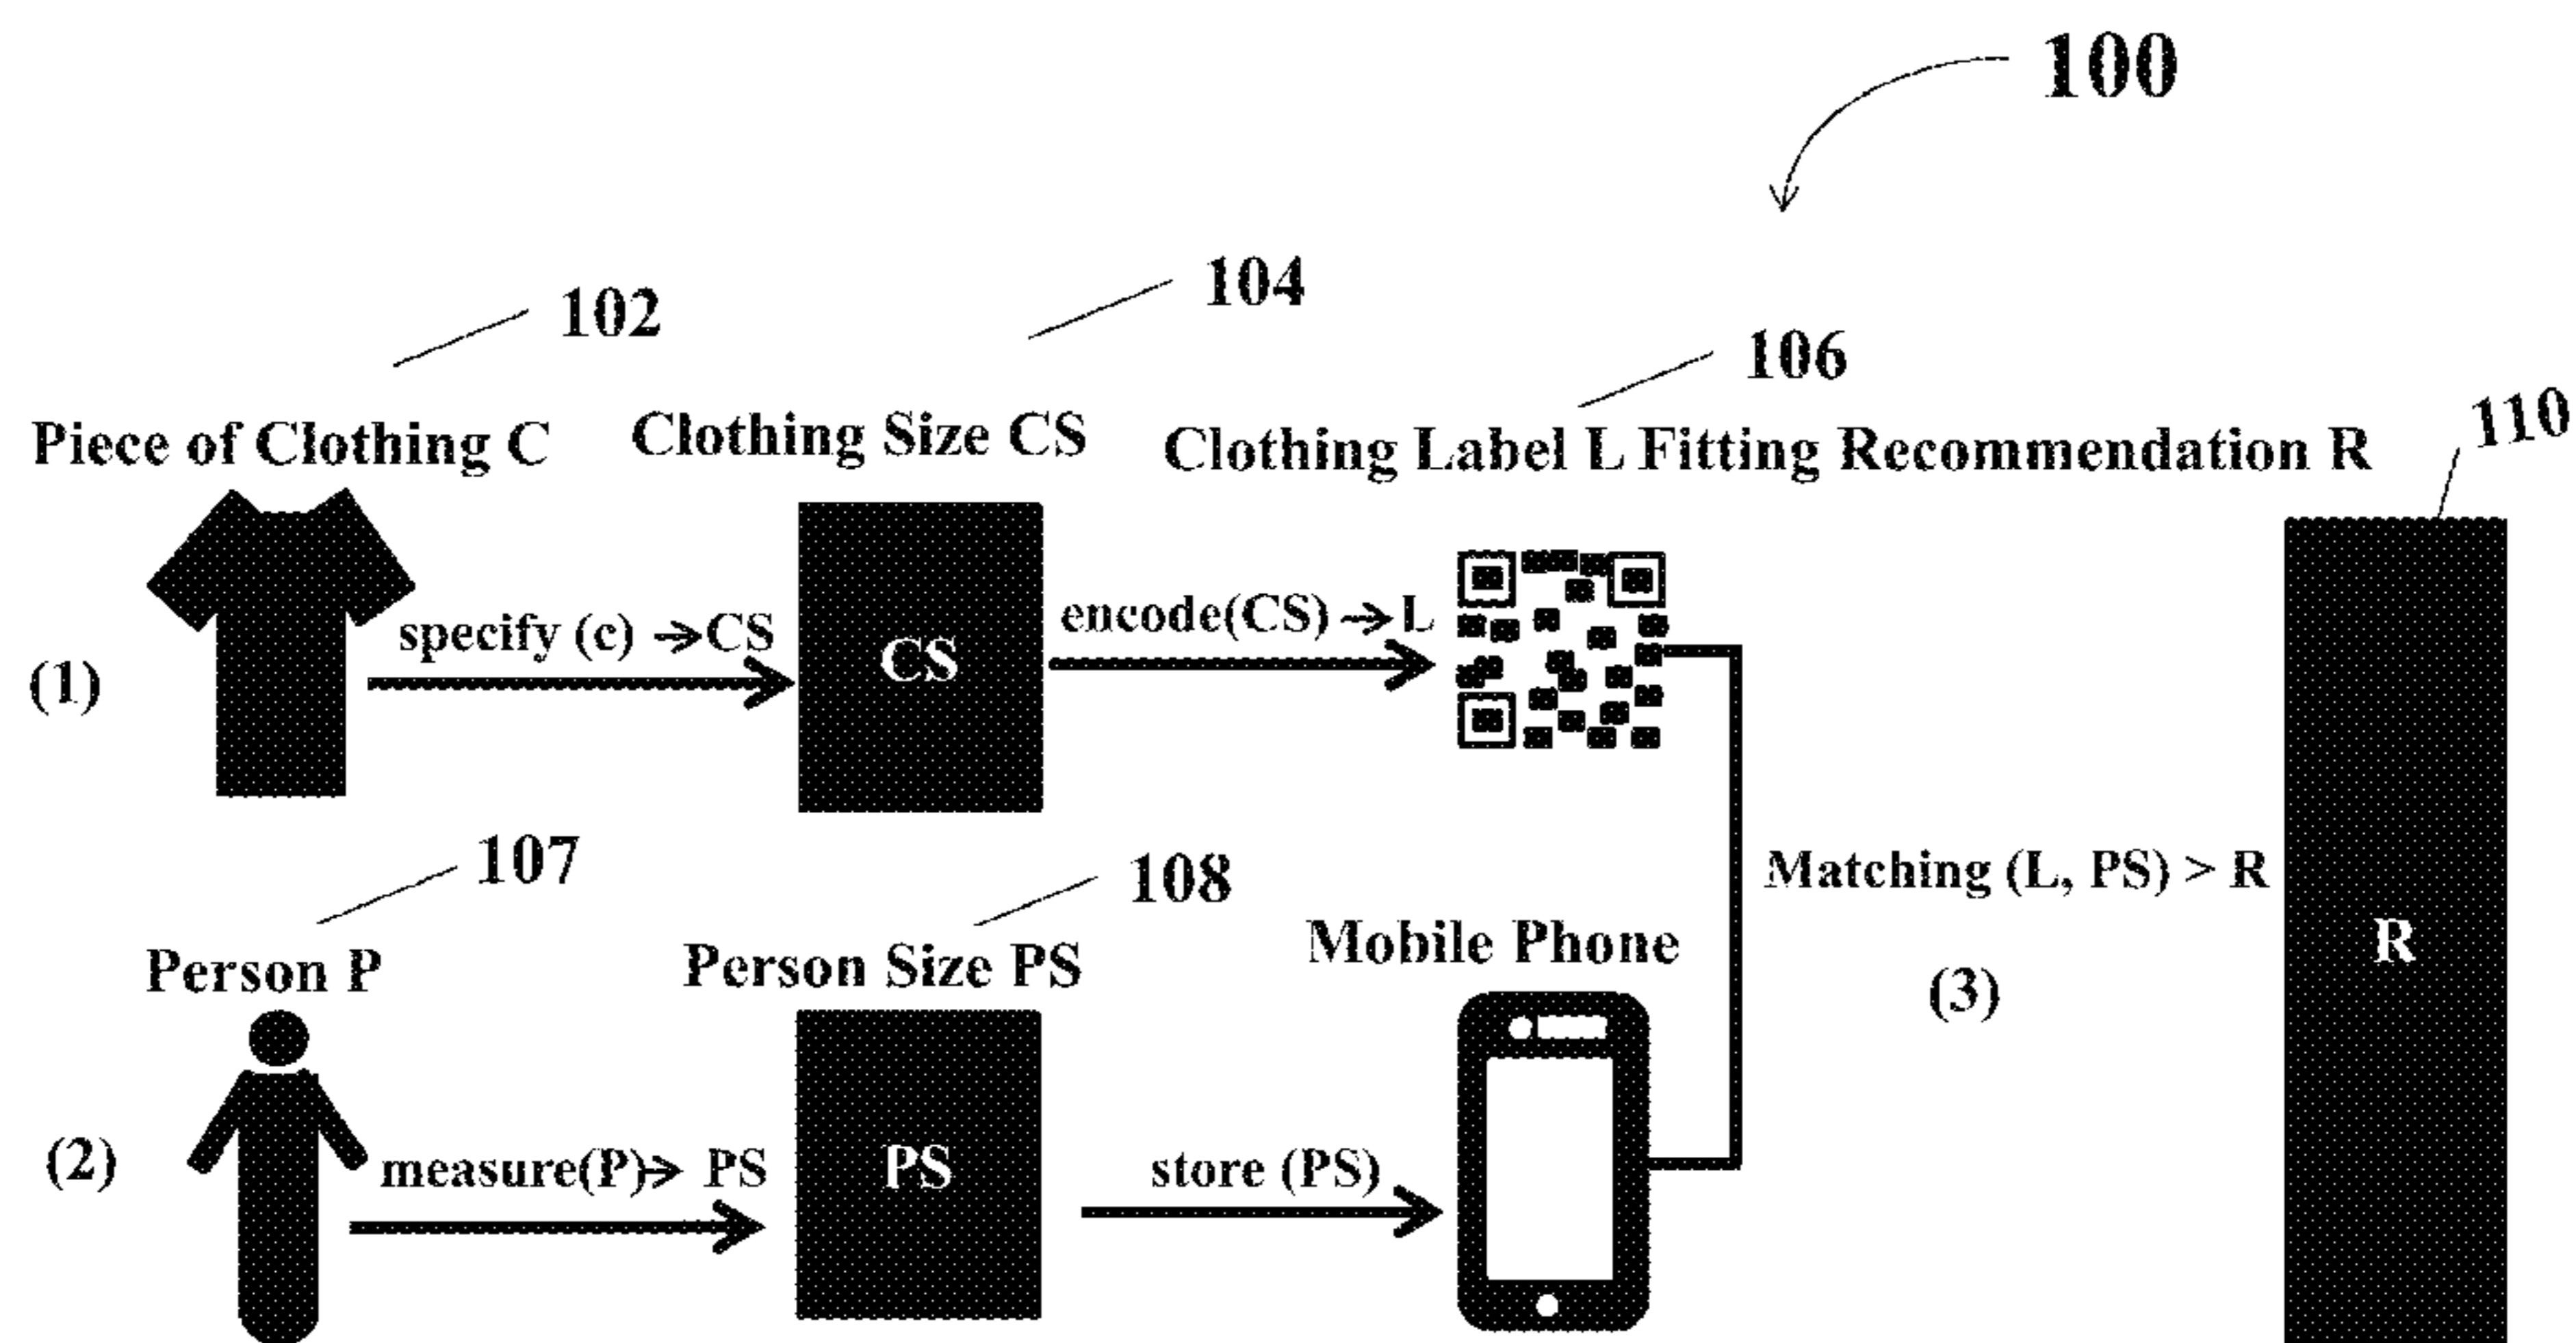 100
102
104
106
110
Piece of Clothing C
Clothing Size CS
Clothing Label L Fitting Recommendation R
(1)
specify (c) →CS
CS
encode(CS) →L
107
108
Matching (L, PS) > R
(3)
R
Person P
Person Size PS
Mobile Phone
(2)
measure(P)→ PS
PS
store (PS)